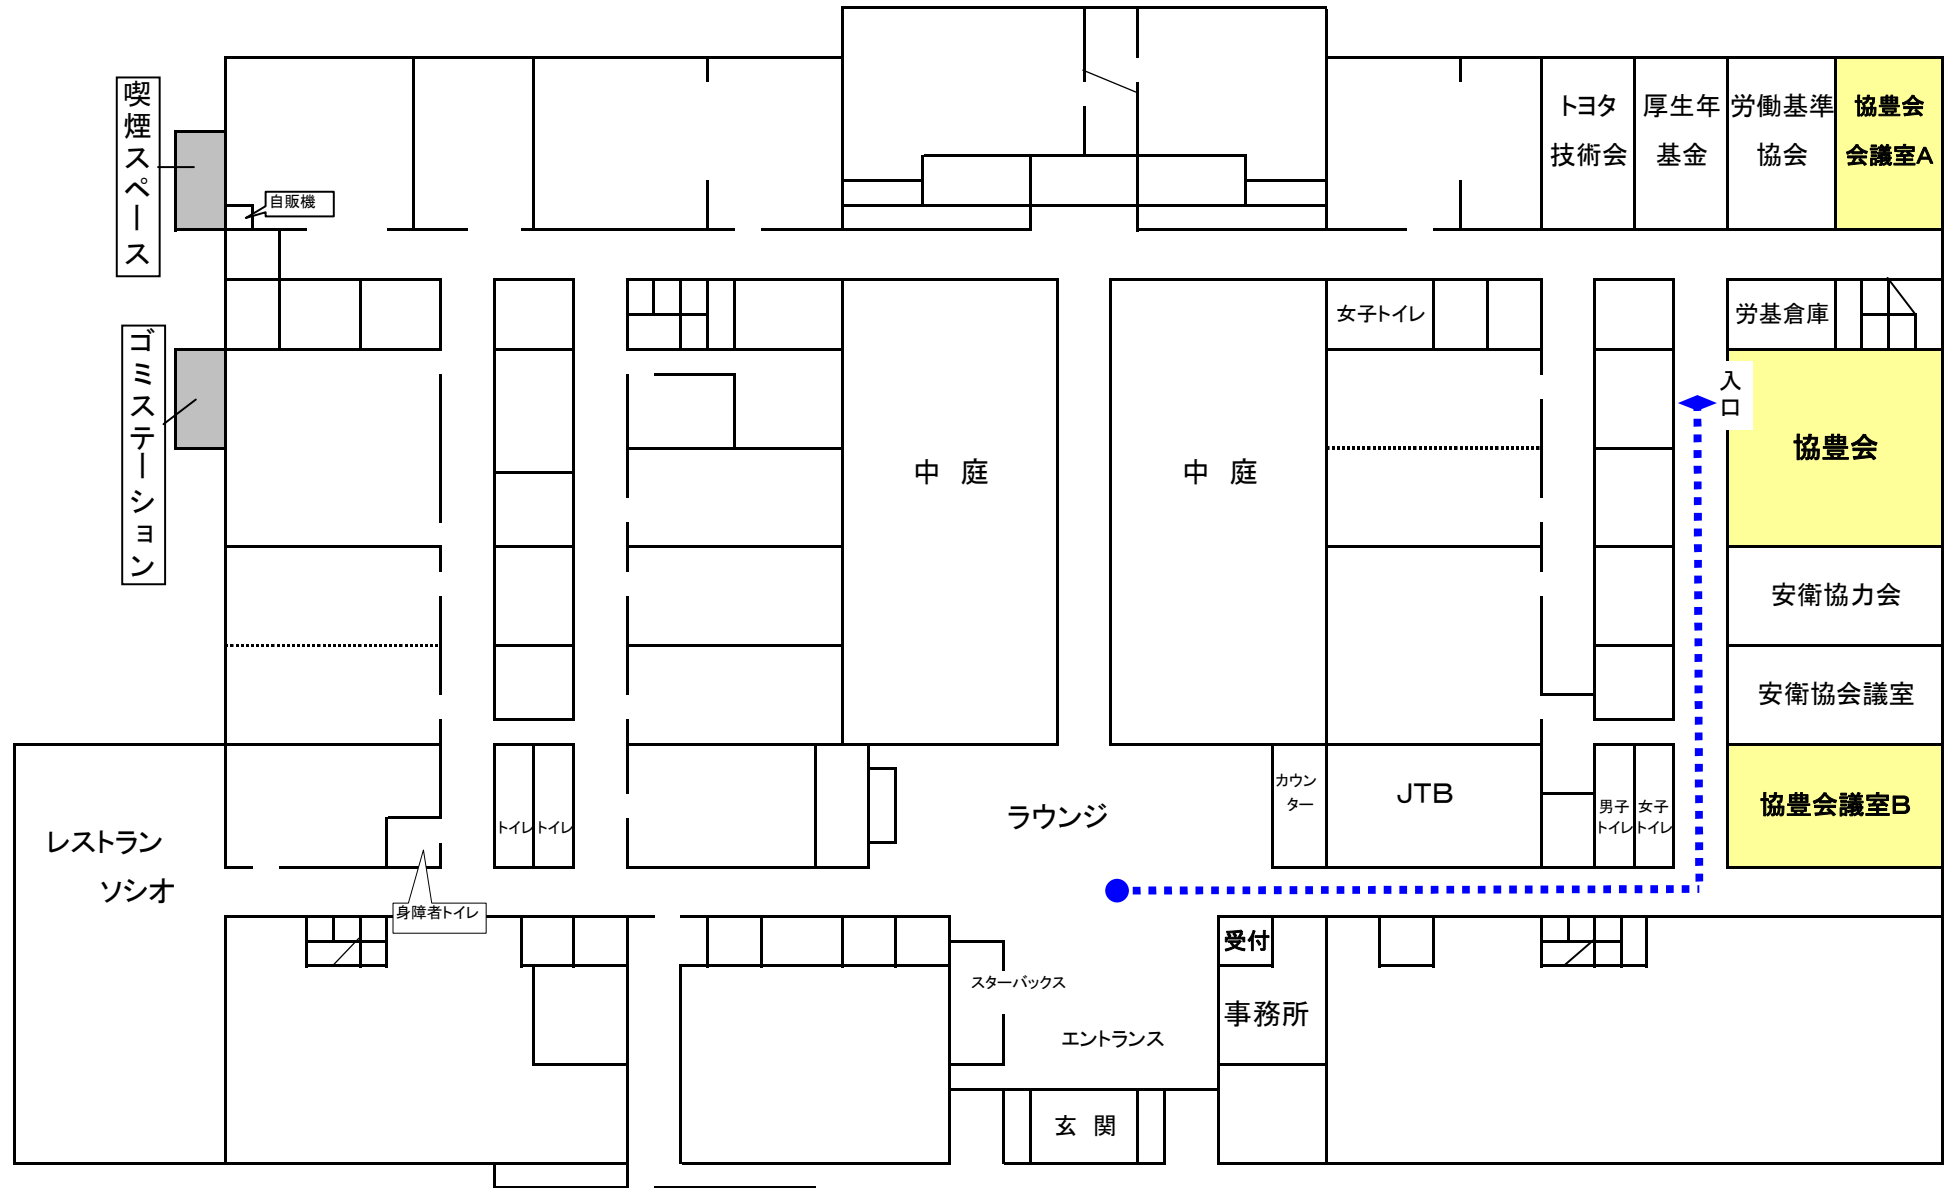 喫煙スペース
自販機
トヨタ
技術会
厚生年
基金
労働基準
協会
協豊会
会議室A
ゴミステーション
女子トイレ
労基倉庫
入口
協豊会
中 庭
中 庭
安衛協力会
安衛協会議室
レストラン
ソシオ
トイレ
トイレ
身障者トイレ
ラウンジ
カウン
ター
JTB
男子
トイレ
女子
トイレ
協豊会議室B
受付
スターバックス
事務所
エントランス
玄 関